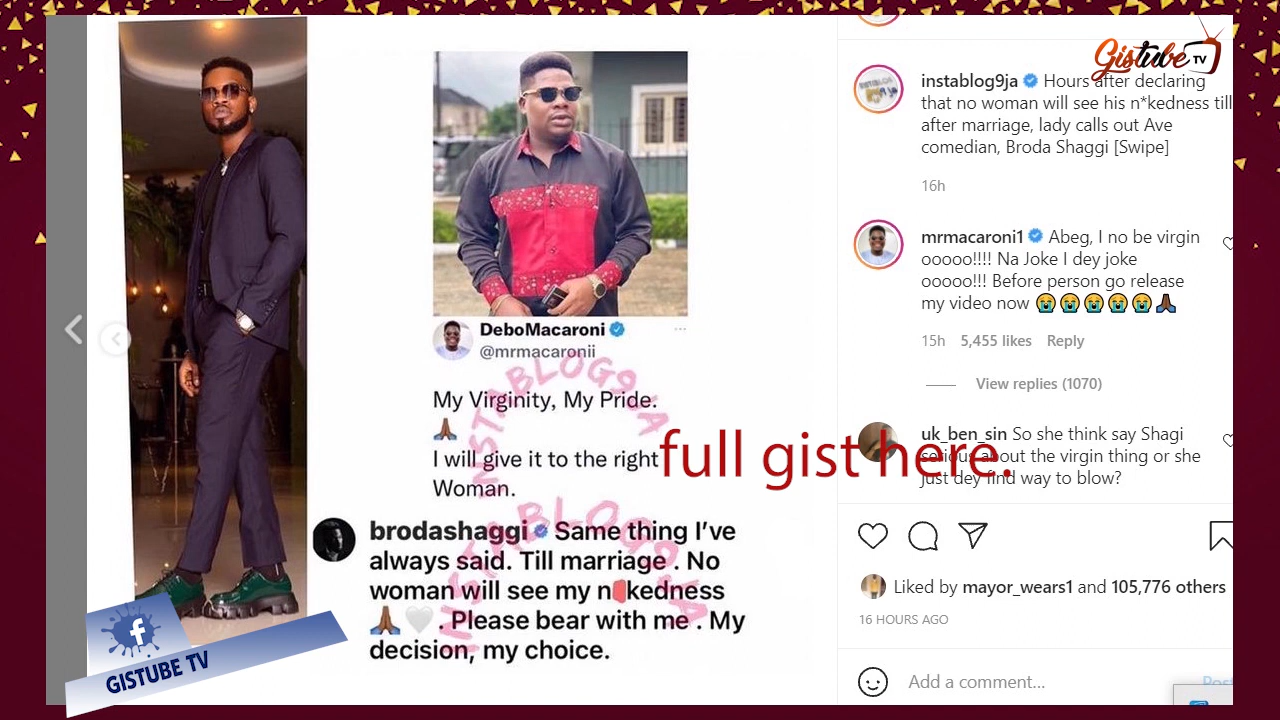 Gistube TV
instablog9ja Hours after declaring
that no woman will see his n*kedness till
after marriage, lady calls out Ave
comedian, Broda Shaggi [Swipe]
16h
mrmacaroni1 Abeg, I no be virgin
ooooo!!!! Na Joke I dey joke
ooooo!!! Before person go release
my video now 😭😭😭😭😭🙏🏾
15h 5,455 likes Reply
View replies (1070)
uk_ben_sin So she think say Shagi
serious about the virgin thing or she
just dey find way to blow?
Liked by mayor_wears1 and 105,776 others
16 HOURS AGO
Add a comment...
Post
DeboMacaroni
@mrmacaronii
...
My Virginity, My Pride.
🙏🏾
I will give it to the right
Woman.
full gist here.
brodashaggi Same thing I've
always said. Till marriage . No
woman will see my n kedness
🙏🏾🤍. Please bear with me . My
decision, my choice.
INSTABLOG9JA
INSTABLOG9JA
f
GISTUBE TV